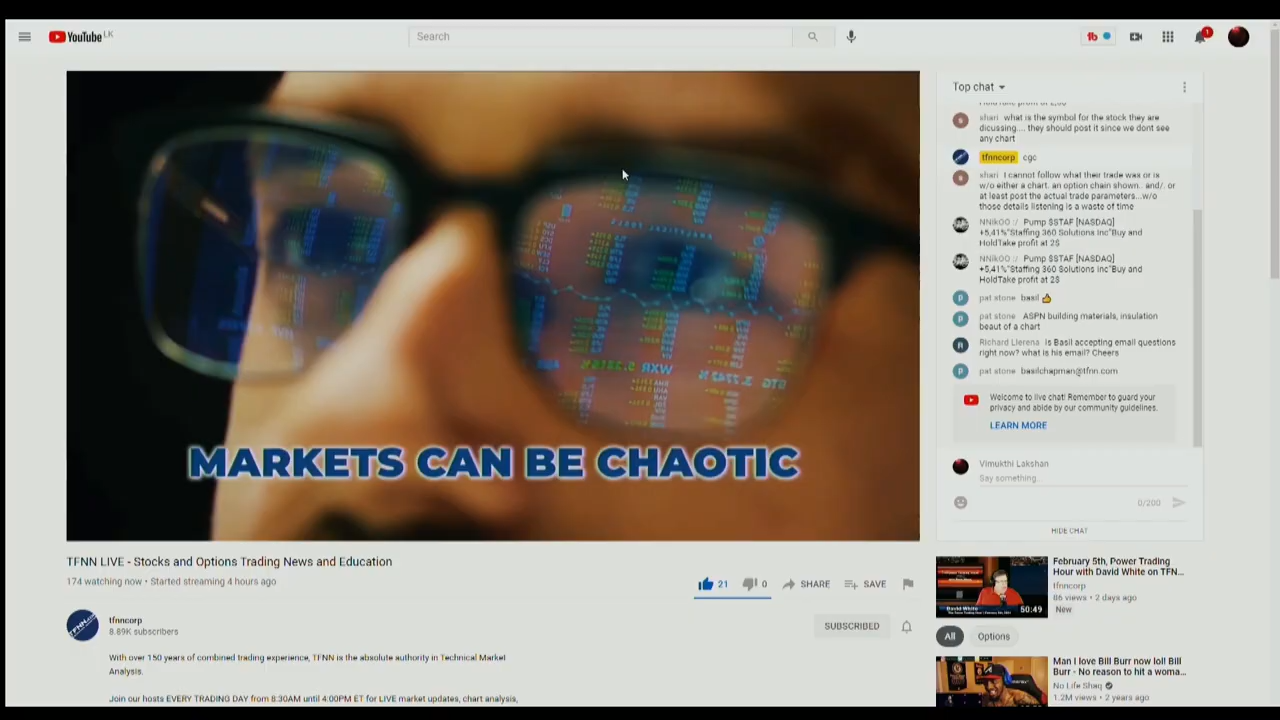 YouTube LK
Search
1
Top chat
shari what is the symbol for the stock they are
dicussing.... they should post it since we dont see
any chart
tfnncorp cgc
shari I cannot follow what their trade was or is
w/o either a chart. an option chain shown.. and/. or
at least post the actual trade parameters...w/o
those details listening is a waste of time
NNikOO :/ Pump $STAF [NASDAQ]
+5,41%"Staffing 360 Solutions Inc"Buy and
HoldTake profit at 2$
NNikOO :/ Pump $STAF [NASDAQ]
+5,41%"Staffing 360 Solutions Inc"Buy and
HoldTake profit at 2$
pat stone basil 👍
pat stone ASPN building materials, insulation
beaut of a chart
Richard Llerena Is Basil accepting email questions
right now? what is his email? Cheers
pat stone basilchapman@tfnn.com
Welcome to live chat! Remember to guard your
privacy and abide by our community guidelines.
LEARN MORE
Vimukthi Lakshan
Say something...
0/200
HIDE CHAT
MARKETS CAN BE CHAOTIC
TFNN LIVE - Stocks and Options Trading News and Education
174 watching now • Started streaming 4 hours ago
21 0 SHARE SAVE
tfnncorp
8.89K subscribers
SUBSCRIBED
With over 150 years of combined trading experience, TFNN is the absolute authority in Technical Market
Analysis.
Join our hosts EVERY TRADING DAY from 8:30AM until 4:00PM ET for LIVE market updates, chart analysis,
February 5th, Power Trading
Hour with David White on TFN...
tfnncorp
86 views • 2 days ago
New
David White
50:49
All Options
Man I love Bill Burr now lol! Bill
Burr - No reason to hit a woma...
No Life Shaq
1.2M views • 2 years ago